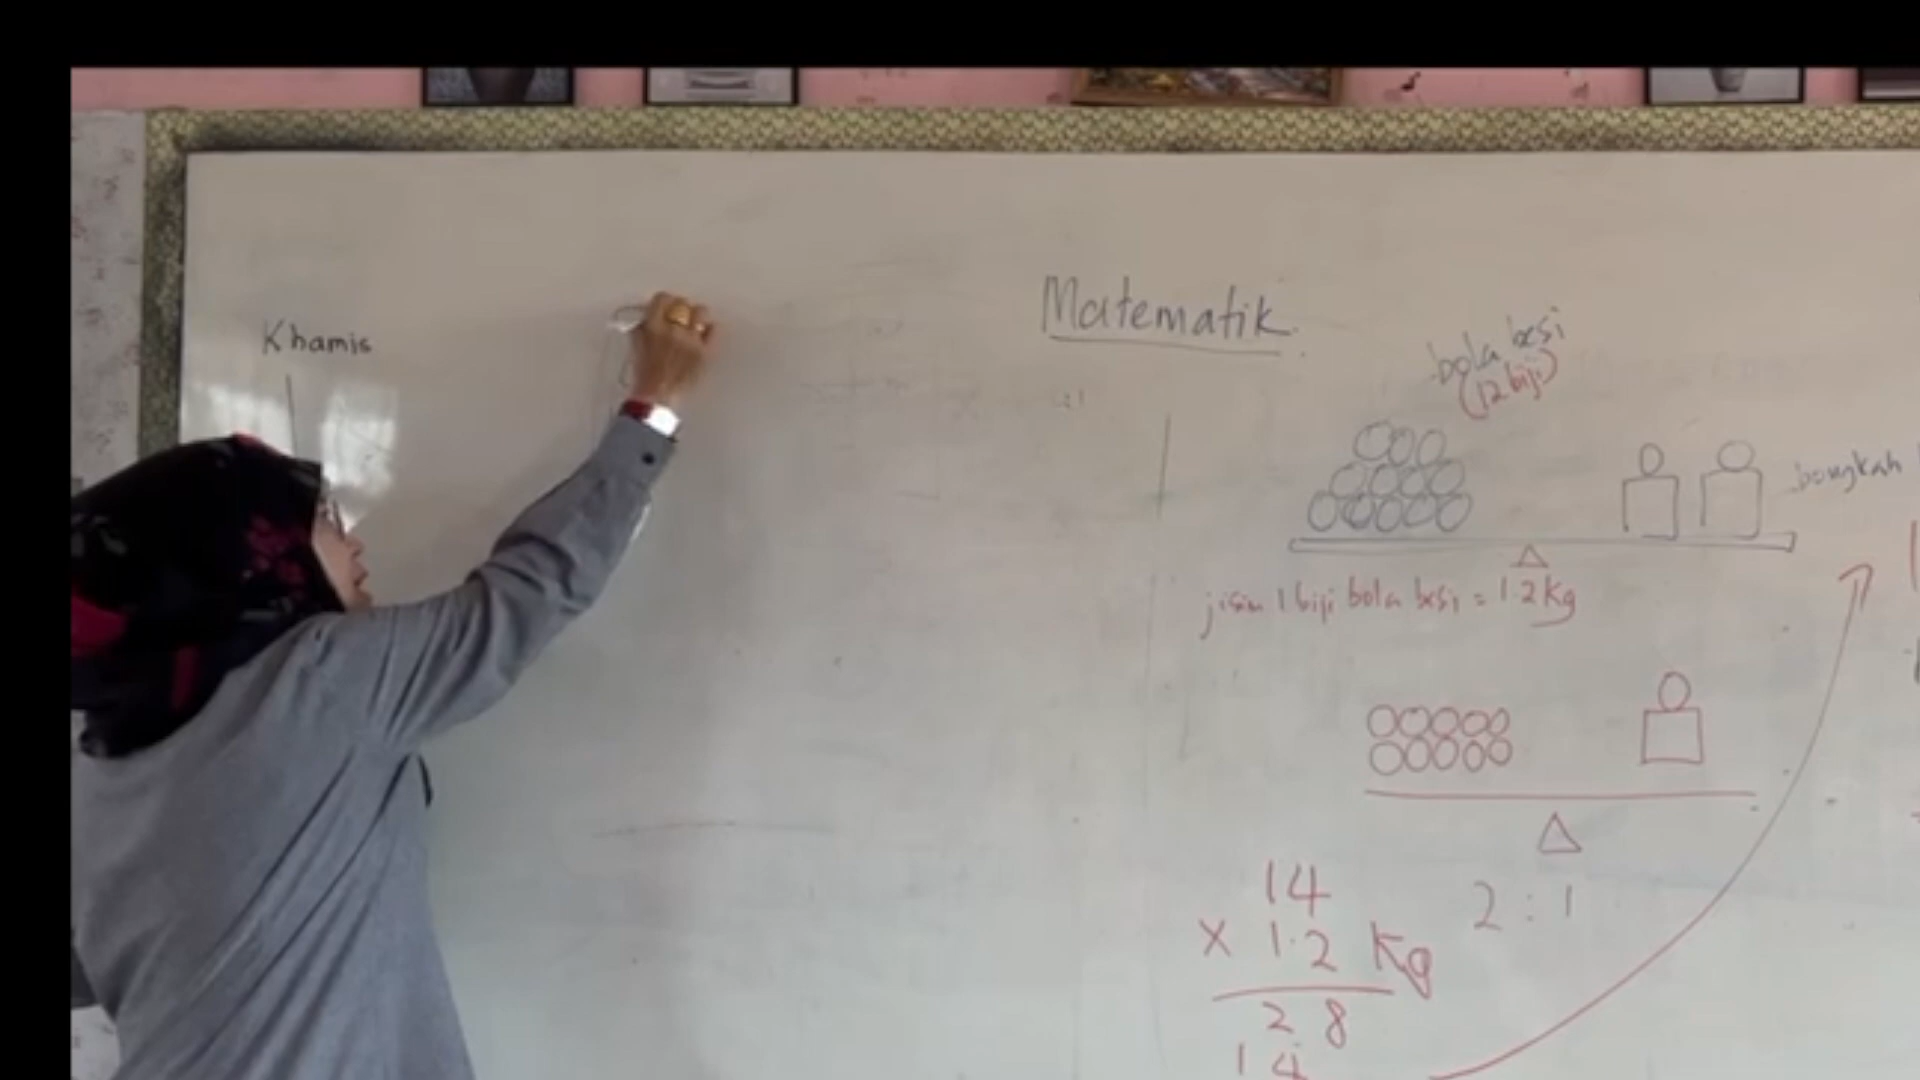 Khamis
Matematik
bola besi
(12 biji)
bongkah
jisim 1 biji bola besi = 1.2 kg
14
x 1.2 kg
2 8
1 4
2 : 1